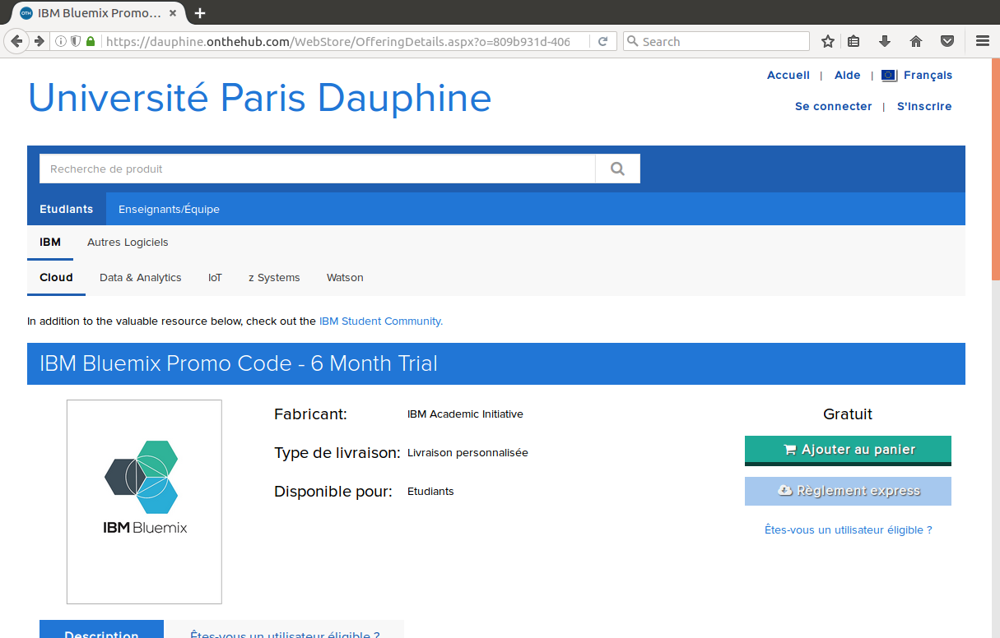 IBM Bluemix Promo...
https://dauphine.onthehub.com/WebStore/OfferingDetails.aspx?o=809b931d-406
Search
Accueil | Aide | Français
Université Paris Dauphine
Se connecter | S'inscrire
Recherche de produit
Etudiants Enseignants/Équipe
IBM Autres Logiciels
Cloud Data & Analytics IoT z Systems Watson
In addition to the valuable resource below, check out the IBM Student Community.
IBM Bluemix Promo Code - 6 Month Trial
Fabricant: IBM Academic Initiative
Gratuit
Type de livraison: Livraison personnalisée
Ajouter au panier
Disponible pour: Etudiants
Règlement express
IBM Bluemix
Êtes-vous un utilisateur éligible ?
Description Êtes-vous un utilisateur éligible ?